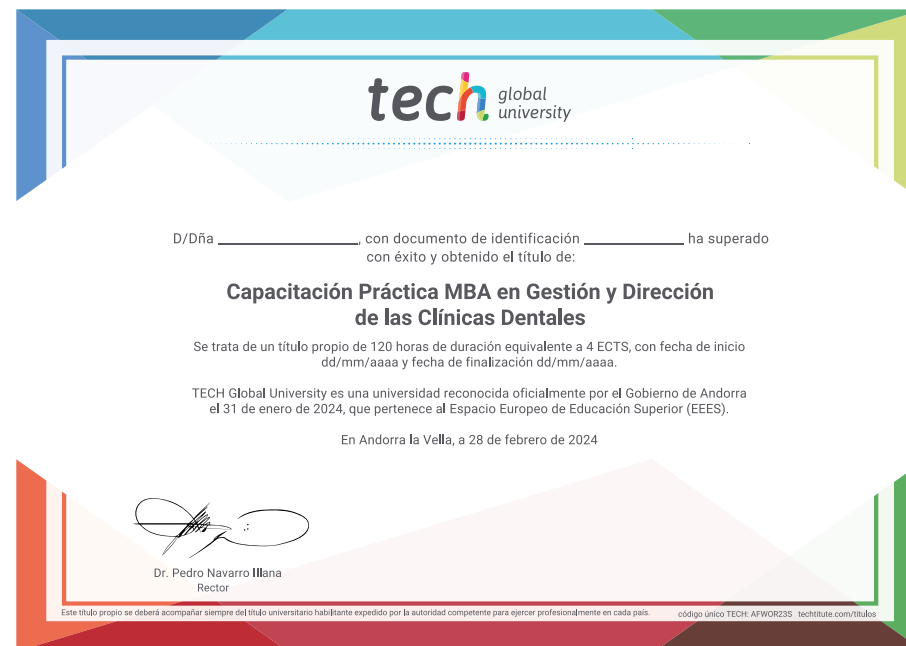 tech global university
D/Dña ____________________, con documento de identificación ______________ ha superado
con éxito y obtenido el título de:
Capacitación Práctica MBA en Gestión y Dirección
de las Clínicas Dentales
Se trata de un título propio de 120 horas de duración equivalente a 4 ECTS, con fecha de inicio
dd/mm/aaaa y fecha de finalización dd/mm/aaaa.
TECH Global University es una universidad reconocida oficialmente por el Gobierno de Andorra
el 31 de enero de 2024, que pertenece al Espacio Europeo de Educación Superior (EEES).
En Andorra la Vella, a 28 de febrero de 2024
Dr. Pedro Navarro Illana
Rector
Este título propio se deberá acompañar siempre del título universitario habilitante expedido por la autoridad competente para ejercer profesionalmente en cada país.
código único TECH: AFWOR23S techtitute.com/titulos